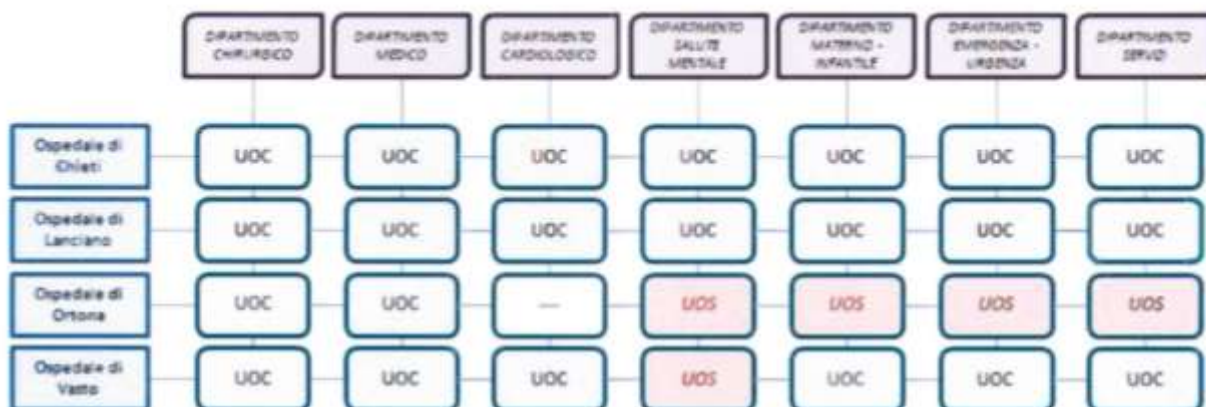 DIPARTIMENTO
CHIRURGICO
DIPARTIMENTO
MEDICO
DIPARTIMENTO
CARDIOLOGICO
DIPARTIMENTO
SALUTE
MENTALE
DIPARTIMENTO
MATERNO -
INFANTILE
DIPARTIMENTO
EMERGENZA -
URGENZA
DIPARTIMENTO
SERVIZI
Ospedale di
Chieti
UOC UOC UOC UOC UOC UOC UOC
Ospedale di
Lanciano
UOC UOC UOC UOC UOC UOC UOC
Ospedale di
Ortona
UOC UOC --- UOS UOS UOS UOS
Ospedale di
Vasto
UOC UOC UOC UOS UOC UOC UOC